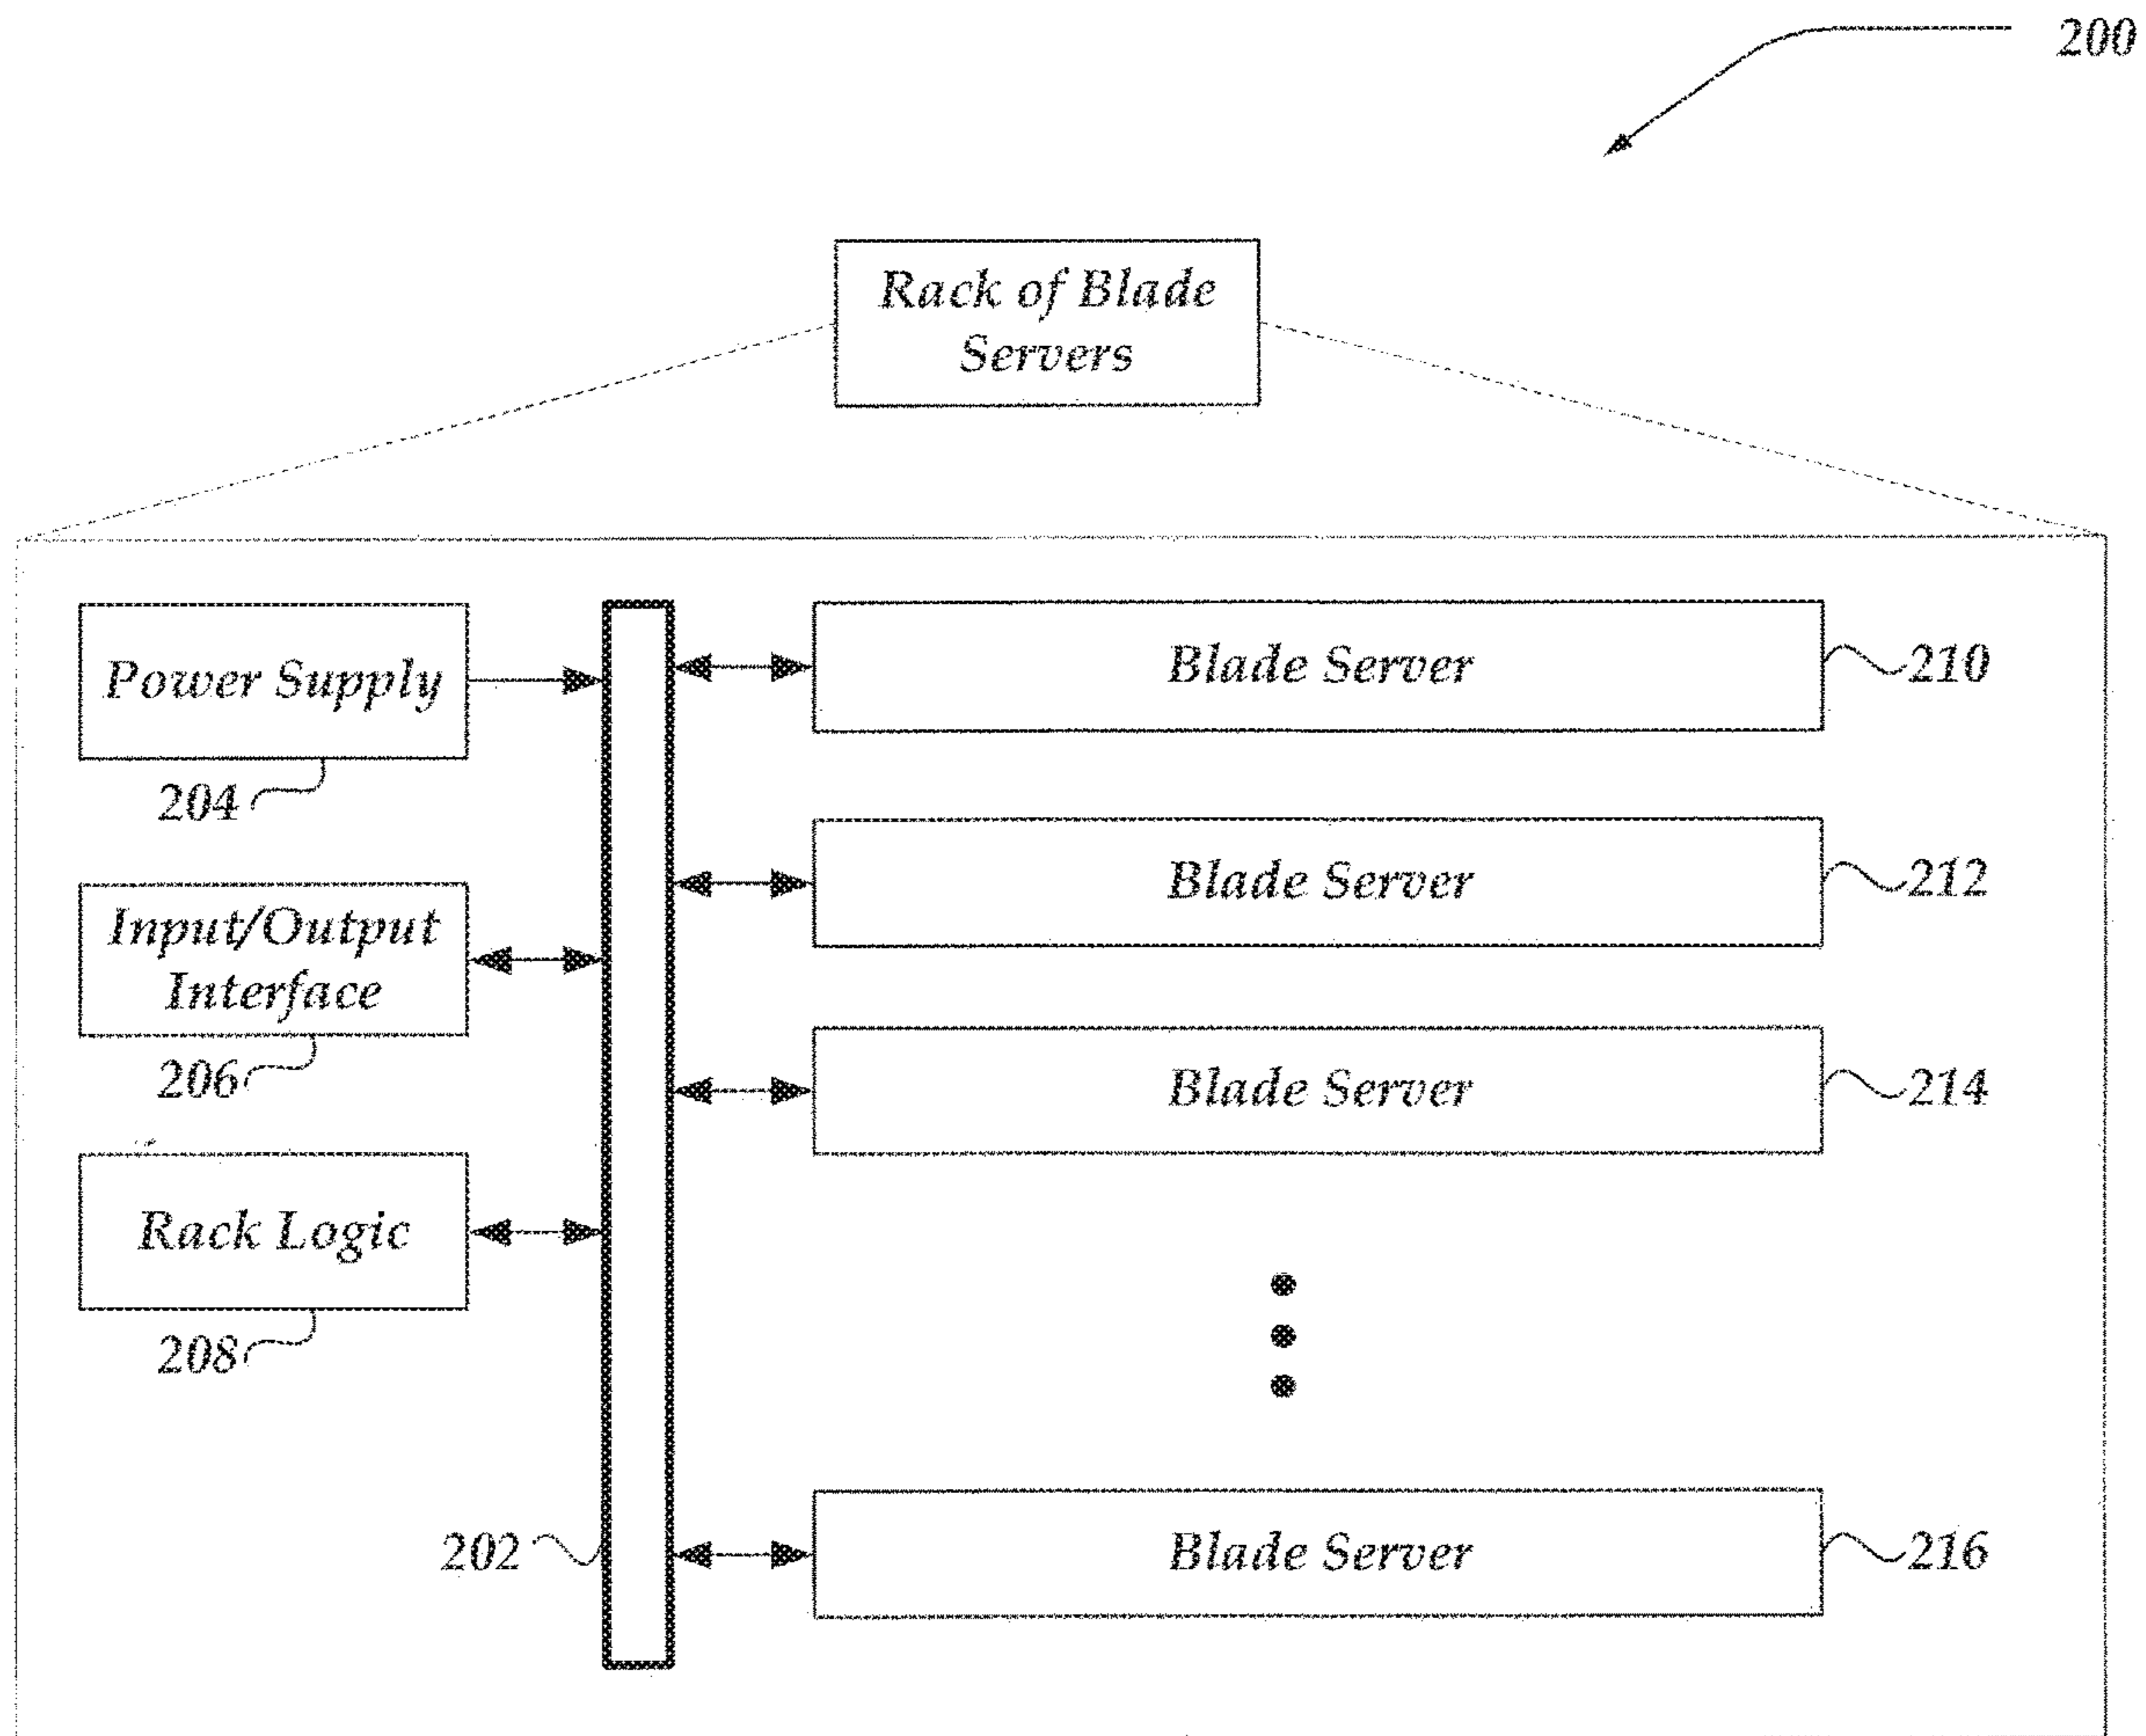 200
Rack of Blade
Servers
Power Supply
204
Input/Output
Interface
206
Rack Logic
208
202
Blade Server
210
Blade Server
212
Blade Server
214
Blade Server
216